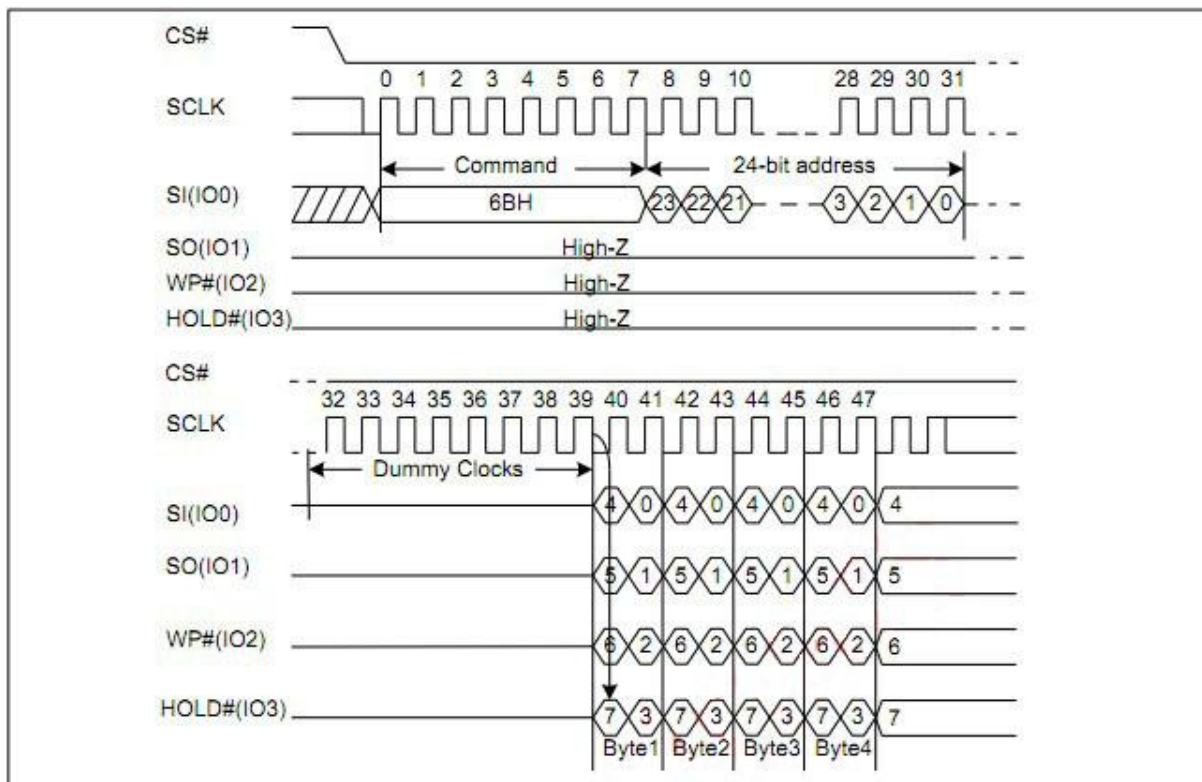 CS#
0 1 2 3 4 5 6 7 8 9 10 28 29 30 31
SCLK
Command 24-bit address
SI(IO0) 6BH 23 22 21 3 2 1 0
SO(IO1) High-Z
WP#(IO2) High-Z
HOLD#(IO3) High-Z
CS#
32 33 34 35 36 37 38 39 40 41 42 43 44 45 46 47
SCLK
Dummy Clocks
SI(IO0) 4 0 4 0 4 0 4 0 4
SO(IO1) 5 1 5 1 5 1 5 1 5
WP#(IO2) 6 2 6 2 6 2 6 2 6
HOLD#(IO3) 7 3 7 3 7 3 7 3 7
Byte1 Byte2 Byte3 Byte4